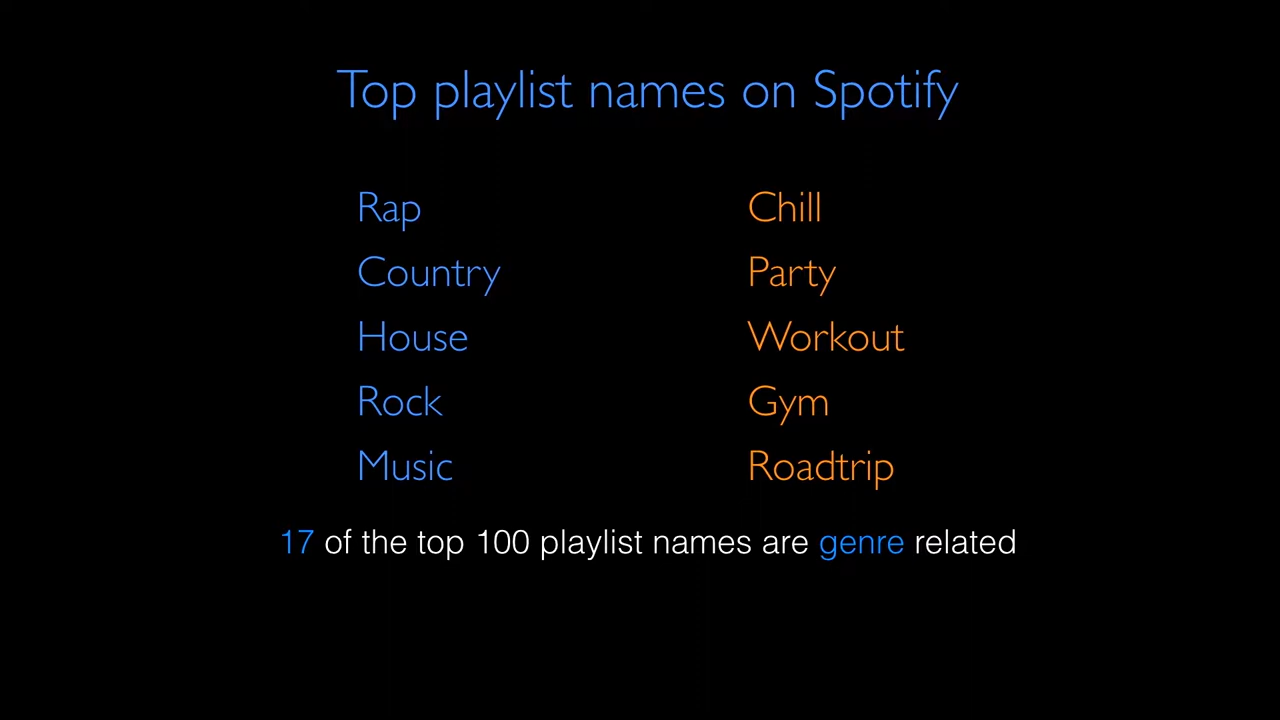 Top playlist names on Spotify
Rap
Country
House
Rock
Music
Chill
Party
Workout
Gym
Roadtrip
17 of the top 100 playlist names are genre related